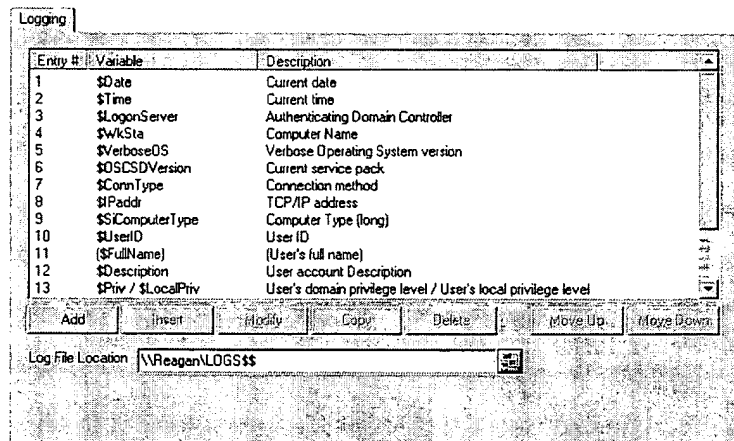 Logging
Entry # Variable Description
1 $Date Current date
2 $Time Current time
3 $LogonServer Authenticating Domain Controller
4 $WkSta Computer Name
5 $VerboseOS Verbose Operating System version
6 $OSCSDVersion Current service pack
7 $ConnType Connection method
8 $IPaddr TCP/IP address
9 $SiComputerType Computer Type (long)
10 $UserID User ID
11 ($FullName) (User's full name)
12 $Description User account Description
13 $Priv / $LocalPriv User's domain privilege level / User's local privilege level
Add Insert Modify Copy Delete Move Up Move Down
Log File Location \\Reagan\LOGS$$